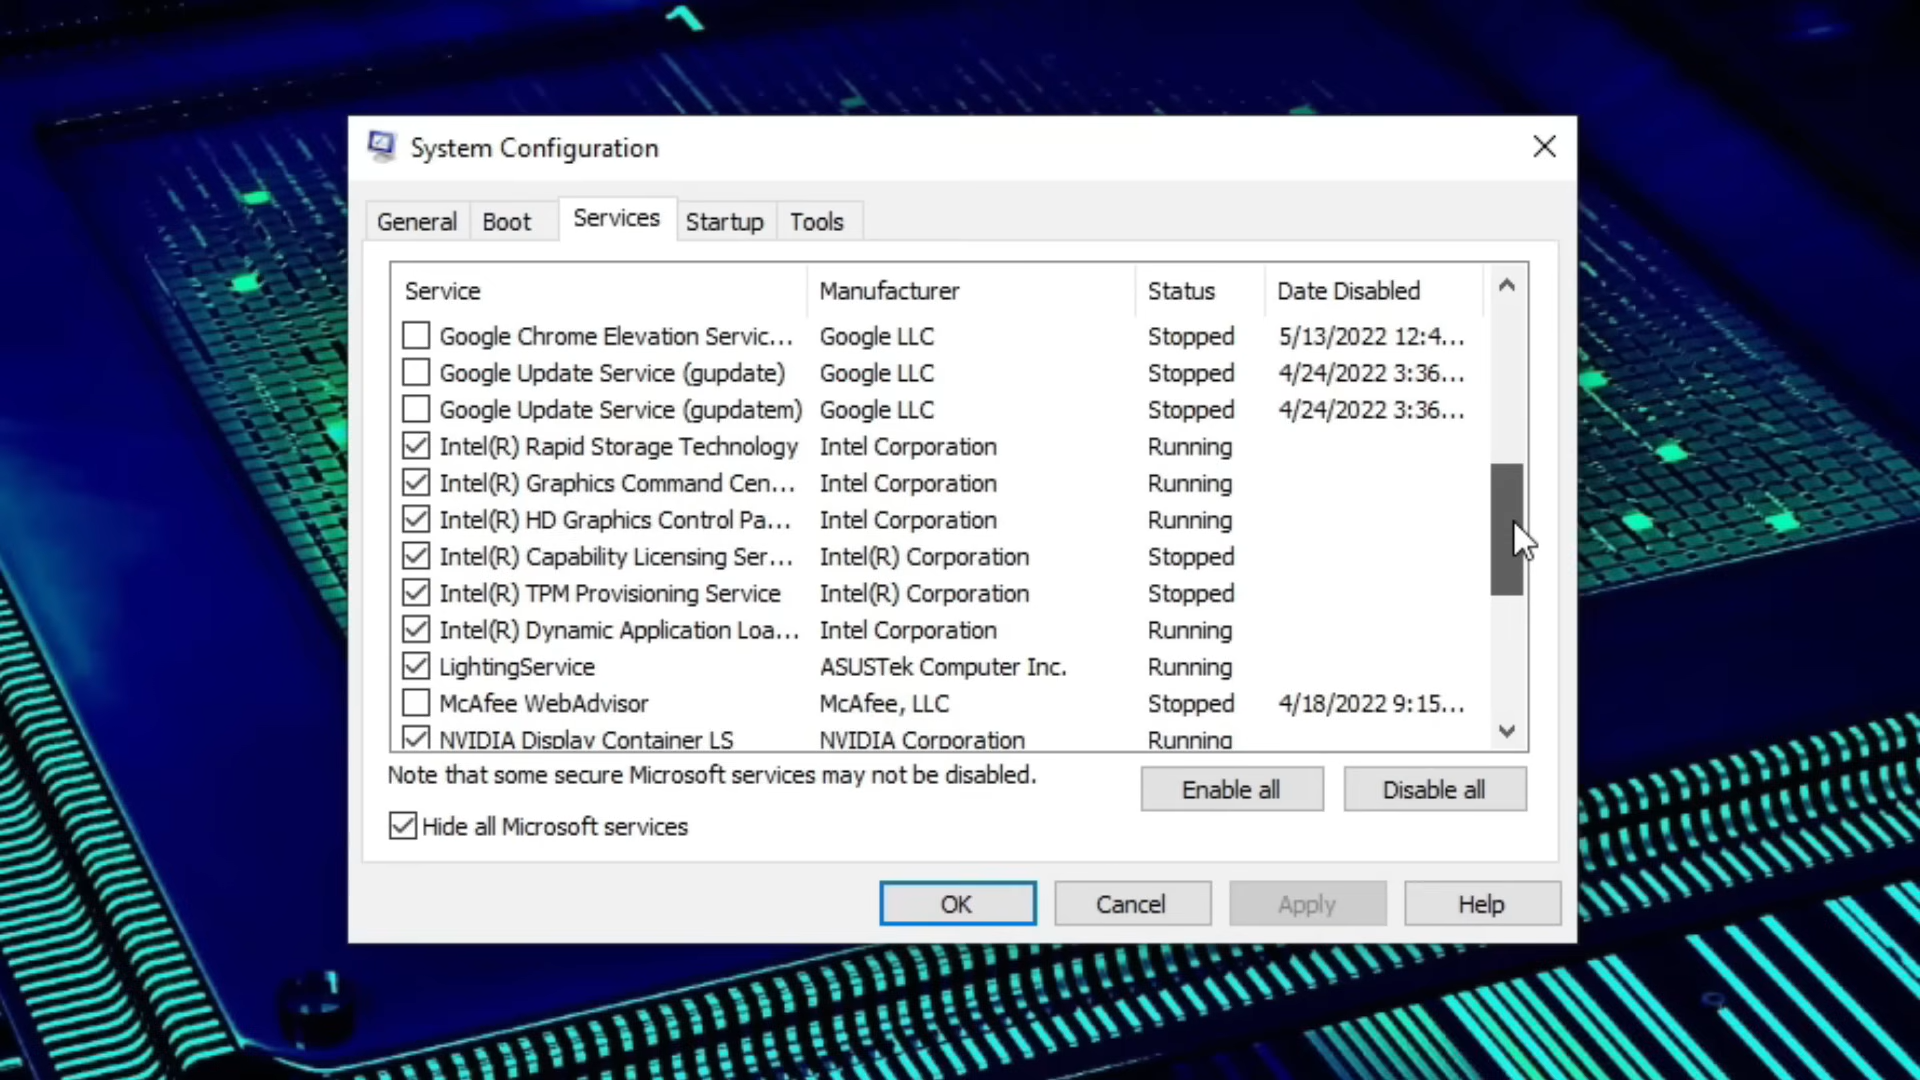 System Configuration
General Boot Services Startup Tools
Service Manufacturer Status Date Disabled
Google Chrome Elevation Servic... Google LLC Stopped 5/13/2022 12:4...
Google Update Service (gupdate) Google LLC Stopped 4/24/2022 3:36...
Google Update Service (gupdatem) Google LLC Stopped 4/24/2022 3:36...
Intel(R) Rapid Storage Technology Intel Corporation Running
Intel(R) Graphics Command Cen... Intel Corporation Running
Intel(R) HD Graphics Control Pa... Intel Corporation Running
Intel(R) Capability Licensing Ser... Intel(R) Corporation Stopped
Intel(R) TPM Provisioning Service Intel(R) Corporation Stopped
Intel(R) Dynamic Application Loa... Intel Corporation Running
LightingService ASUSTek Computer Inc. Running
McAfee WebAdvisor McAfee, LLC Stopped 4/18/2022 9:15...
NVIDIA Display Container LS NVIDIA Corporation Running
Note that some secure Microsoft services may not be disabled.
Enable all Disable all
Hide all Microsoft services
OK Cancel Apply Help